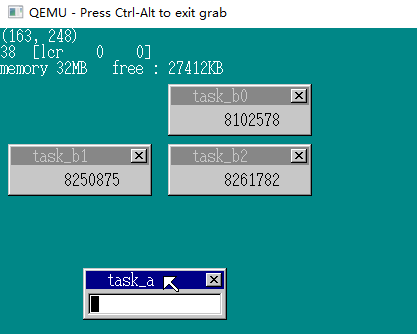 QEMU - Press Ctrl-Alt to exit grab
(163, 248)
38 [lcr 0 0]
memory 32MB free : 27412KB
task_b0
8102578
task_b1
task_b2
8250875
8261782
task_a